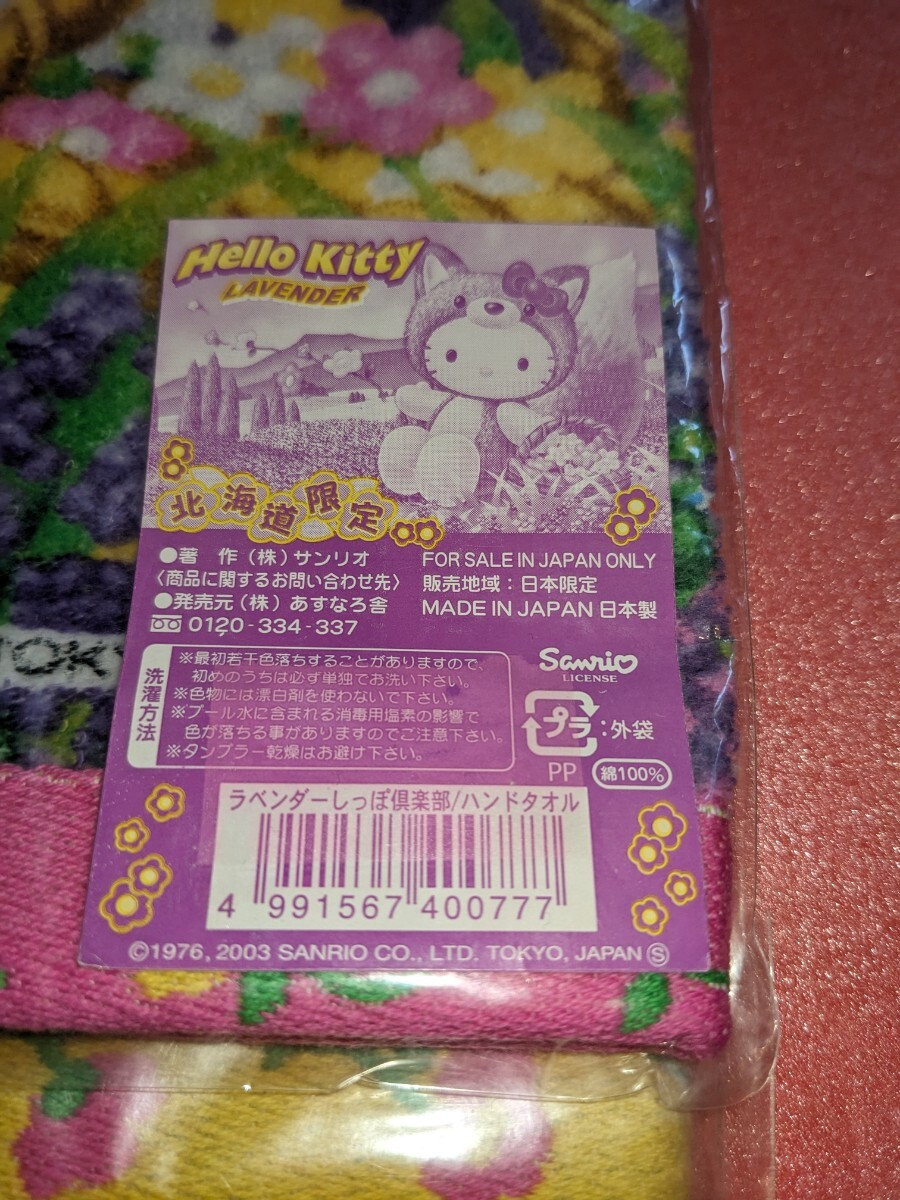 Hello Kitty
LAVENDER
北海道限定
●著　作（株）サンリオ
〈商品に関するお問い合わせ先〉
●発売元（株）あすなろ舎
0120-334-337
FOR SALE IN JAPAN ONLY
販売地域：日本限定
MADE IN JAPAN 日本製
洗濯方法
※最初若干色落ちすることがありますので、
初めのうちは必ず単独でお洗い下さい。
※色物には漂白剤を使わないで下さい。
※プール水に含まれる消毒用塩素の影響で
色が落ちる事がありますのでご注意下さい。
※タンブラー乾燥はお避け下さい。
Sanrio
LICENSE
プラ：外袋
PP
綿100%
ラベンダーしっぽ倶楽部/ハンドタオル
4 991567 400777
©1976, 2003 SANRIO CO., LTD. TOKYO, JAPAN Ⓢ